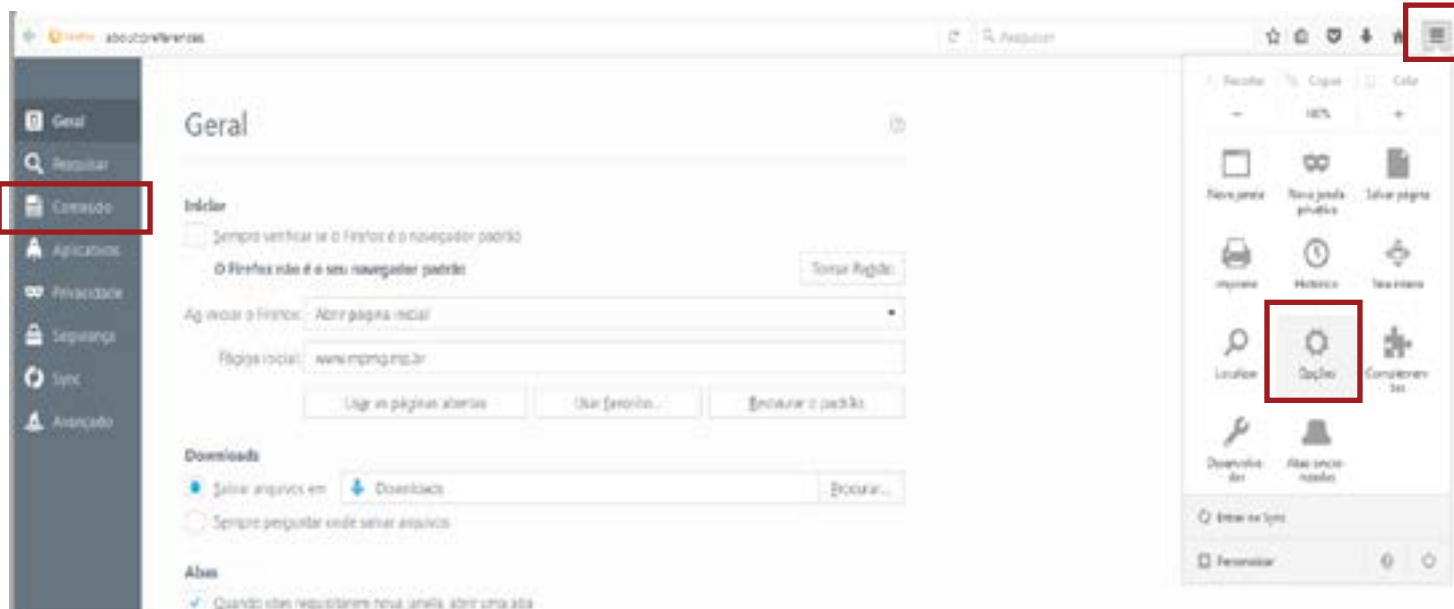 Firefox about:preferences Pesquisar
Recortar Copiar Colar
− 100% +
Geral
Pesquisar
Conteúdo
Aplicativos
Privacidade
Segurança
Sync
Avançado
Geral
Iniciar
Sempre verificar se o Firefox é o navegador padrão
O Firefox não é o seu navegador padrão
Tornar Padrão
Ao iniciar o Firefox: Abrir página inicial
Página inicial: www.mpmg.mp.br
Usar as páginas abertas Usar favorito... Restaurar o padrão
Downloads
Salvar arquivos em Downloads Procurar...
Sempre perguntar onde salvar arquivos
Abas
Quando sites requisitarem nova janela, abrir uma aba
Nova janela Nova janela privativa Salvar página
Imprimir Histórico Tela inteira
Localizar Opções Complementos
Desenvolvedor Abas sincronizadas
Entrar no Sync
Personalizar